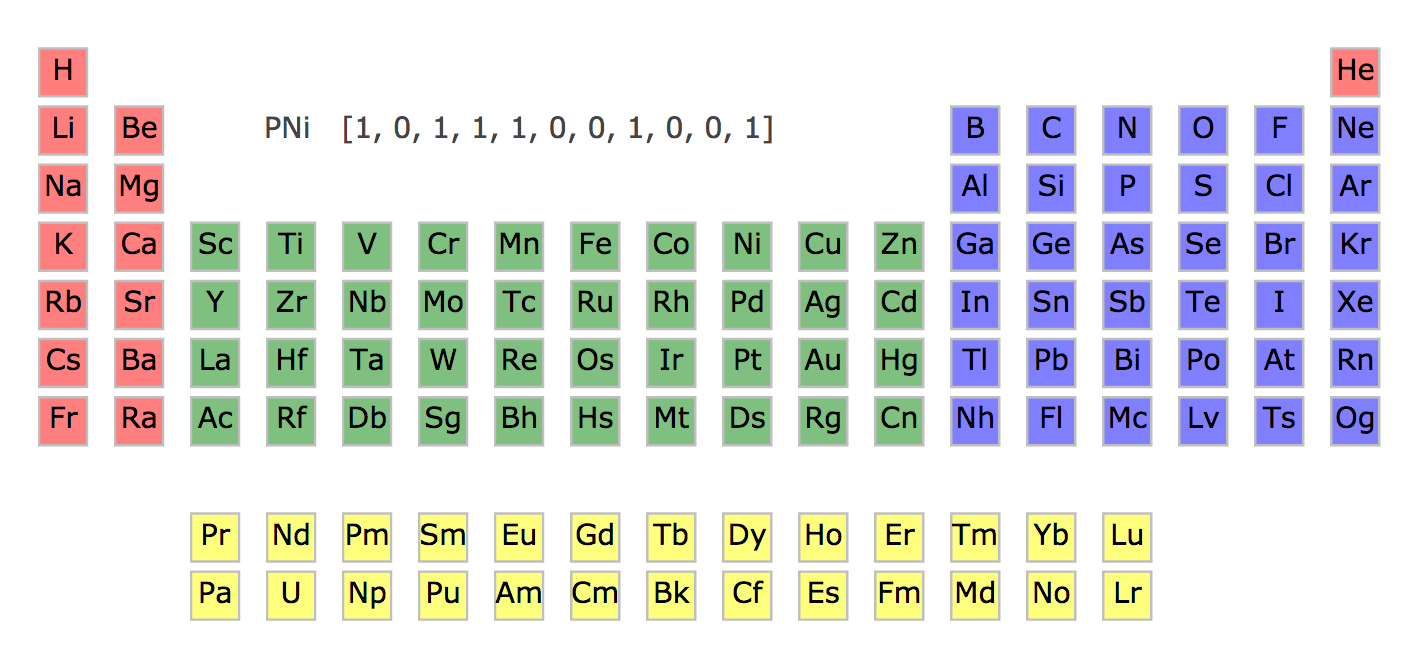 H He
Li Be PNi [1, 0, 1, 1, 1, 0, 0, 1, 0, 0, 1] B C N O F Ne
Na Mg Al Si P S Cl Ar
K Ca Sc Ti V Cr Mn Fe Co Ni Cu Zn Ga Ge As Se Br Kr
Rb Sr Y Zr Nb Mo Tc Ru Rh Pd Ag Cd In Sn Sb Te I Xe
Cs Ba La Hf Ta W Re Os Ir Pt Au Hg Tl Pb Bi Po At Rn
Fr Ra Ac Rf Db Sg Bh Hs Mt Ds Rg Cn Nh Fl Mc Lv Ts Og
Pr Nd Pm Sm Eu Gd Tb Dy Ho Er Tm Yb Lu
Pa U Np Pu Am Cm Bk Cf Es Fm Md No Lr